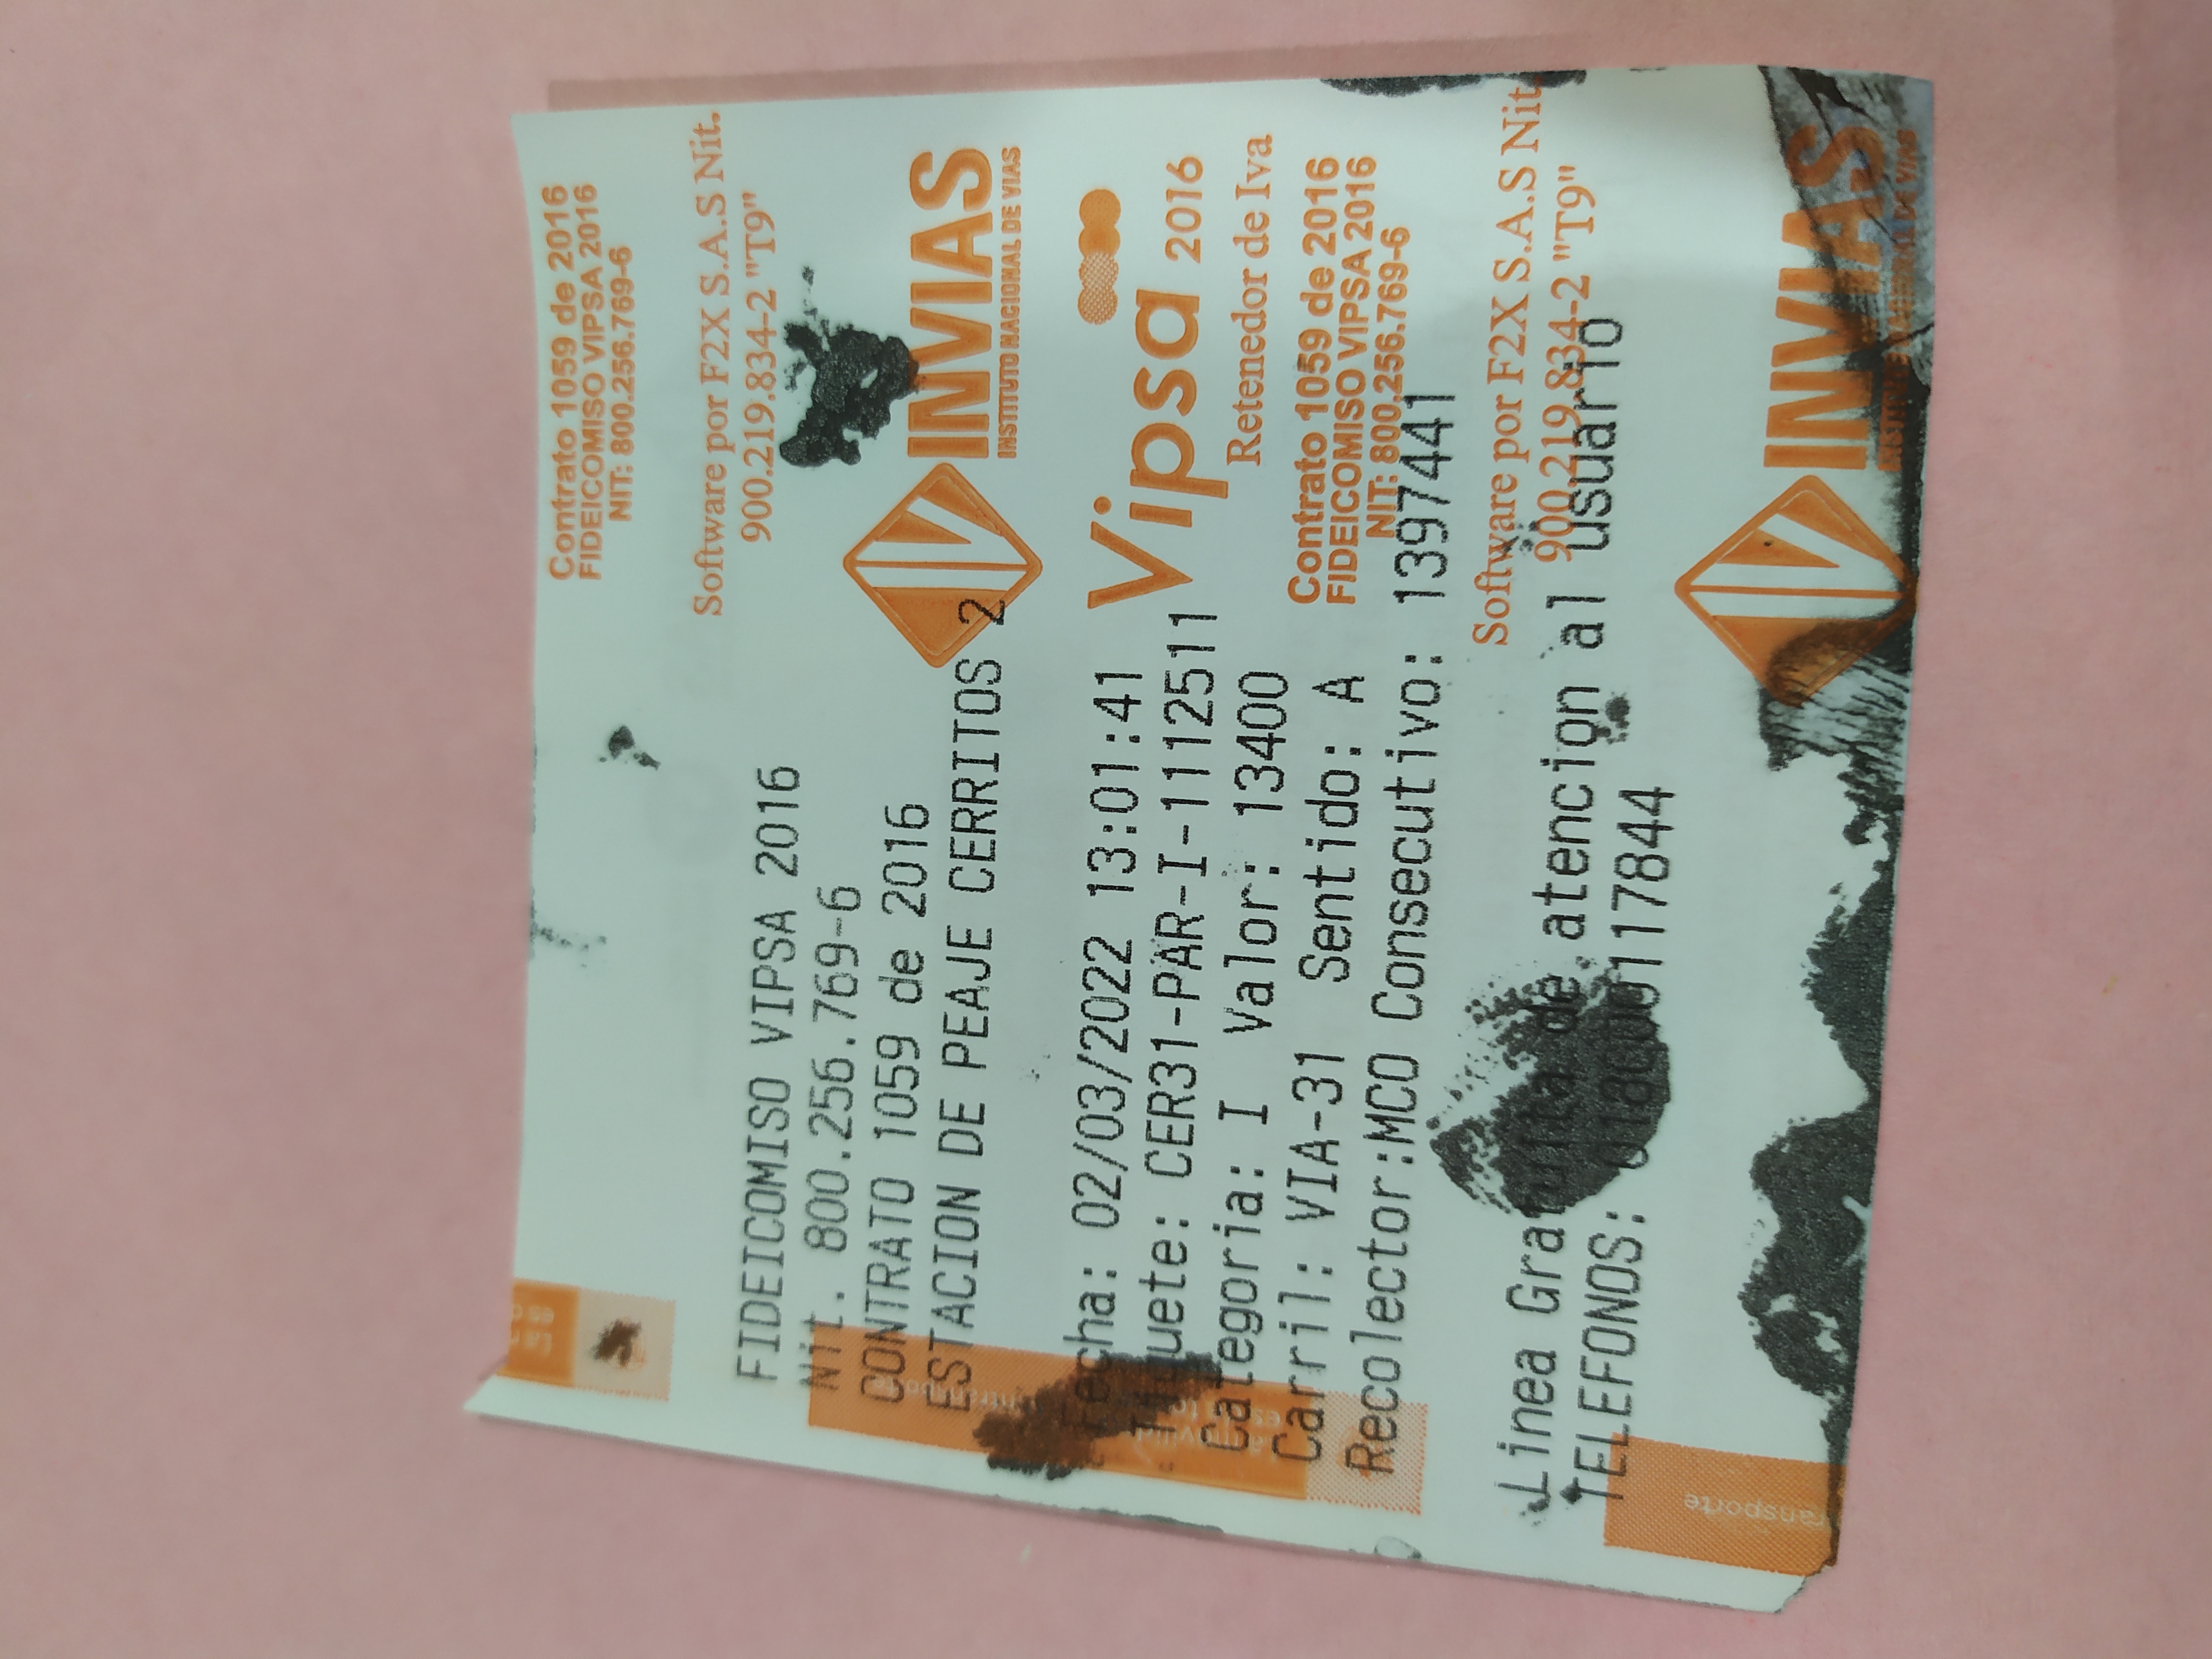 Contrato 1059 de 2016
FIDEICOMISO VIPSA 2016
NIT: 800.256.769-6
Software por F2X S.A.S Nit.
900.219.834-2 "T9"
FIDEICOMISO VIPSA 2016
Nit. 800.256.769-6
CONTRATO 1059 de 2016
ESTACION DE PEAJE CERRITOS 2
INVIAS
INSTITUTO NACIONAL DE VIAS
Fecha: 02/03/2022 13:01:41
CER31-PAR-I-1112511
Categoria: I Valor: 13400
Carril: VIA-31 Sentido: A
Recolector:MCO Consecutivo: 1397441
Vipsa 2016
Retenedor de Iva
Contrato 1059 de 2016
FIDEICOMISO VIPSA 2016
NIT: 800.256.769-6
Software por F2X S.A.S Nit.
900.219.834-2 "T9"
Linea Gratuita de atencion al usuario
TELEFONOS:
INVIAS
transporte